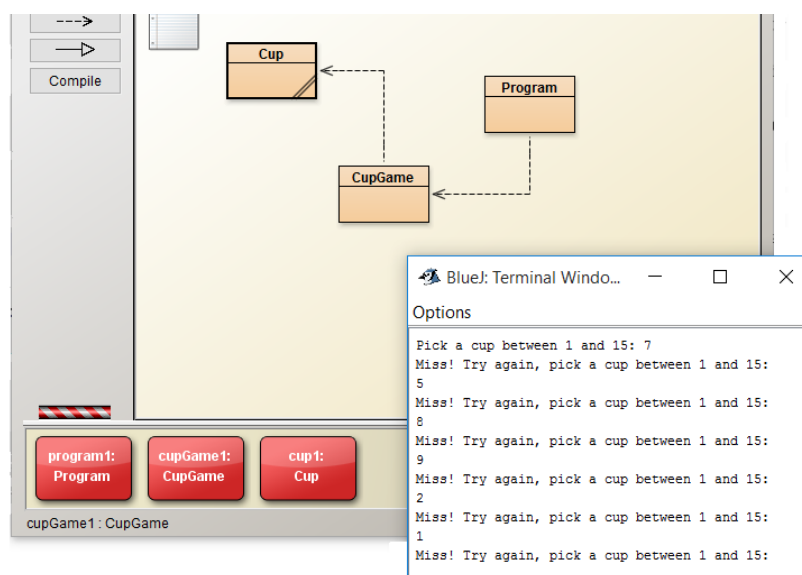 Compile
Cup
Program
CupGame
BlueJ: Terminal Windo...
Options
Pick a cup between 1 and 15: 7
Miss! Try again, pick a cup between 1 and 15:
5
Miss! Try again, pick a cup between 1 and 15:
8
Miss! Try again, pick a cup between 1 and 15:
9
Miss! Try again, pick a cup between 1 and 15:
2
Miss! Try again, pick a cup between 1 and 15:
1
Miss! Try again, pick a cup between 1 and 15:
program1:
Program
cupGame1:
CupGame
cup1:
Cup
cupGame1 : CupGame